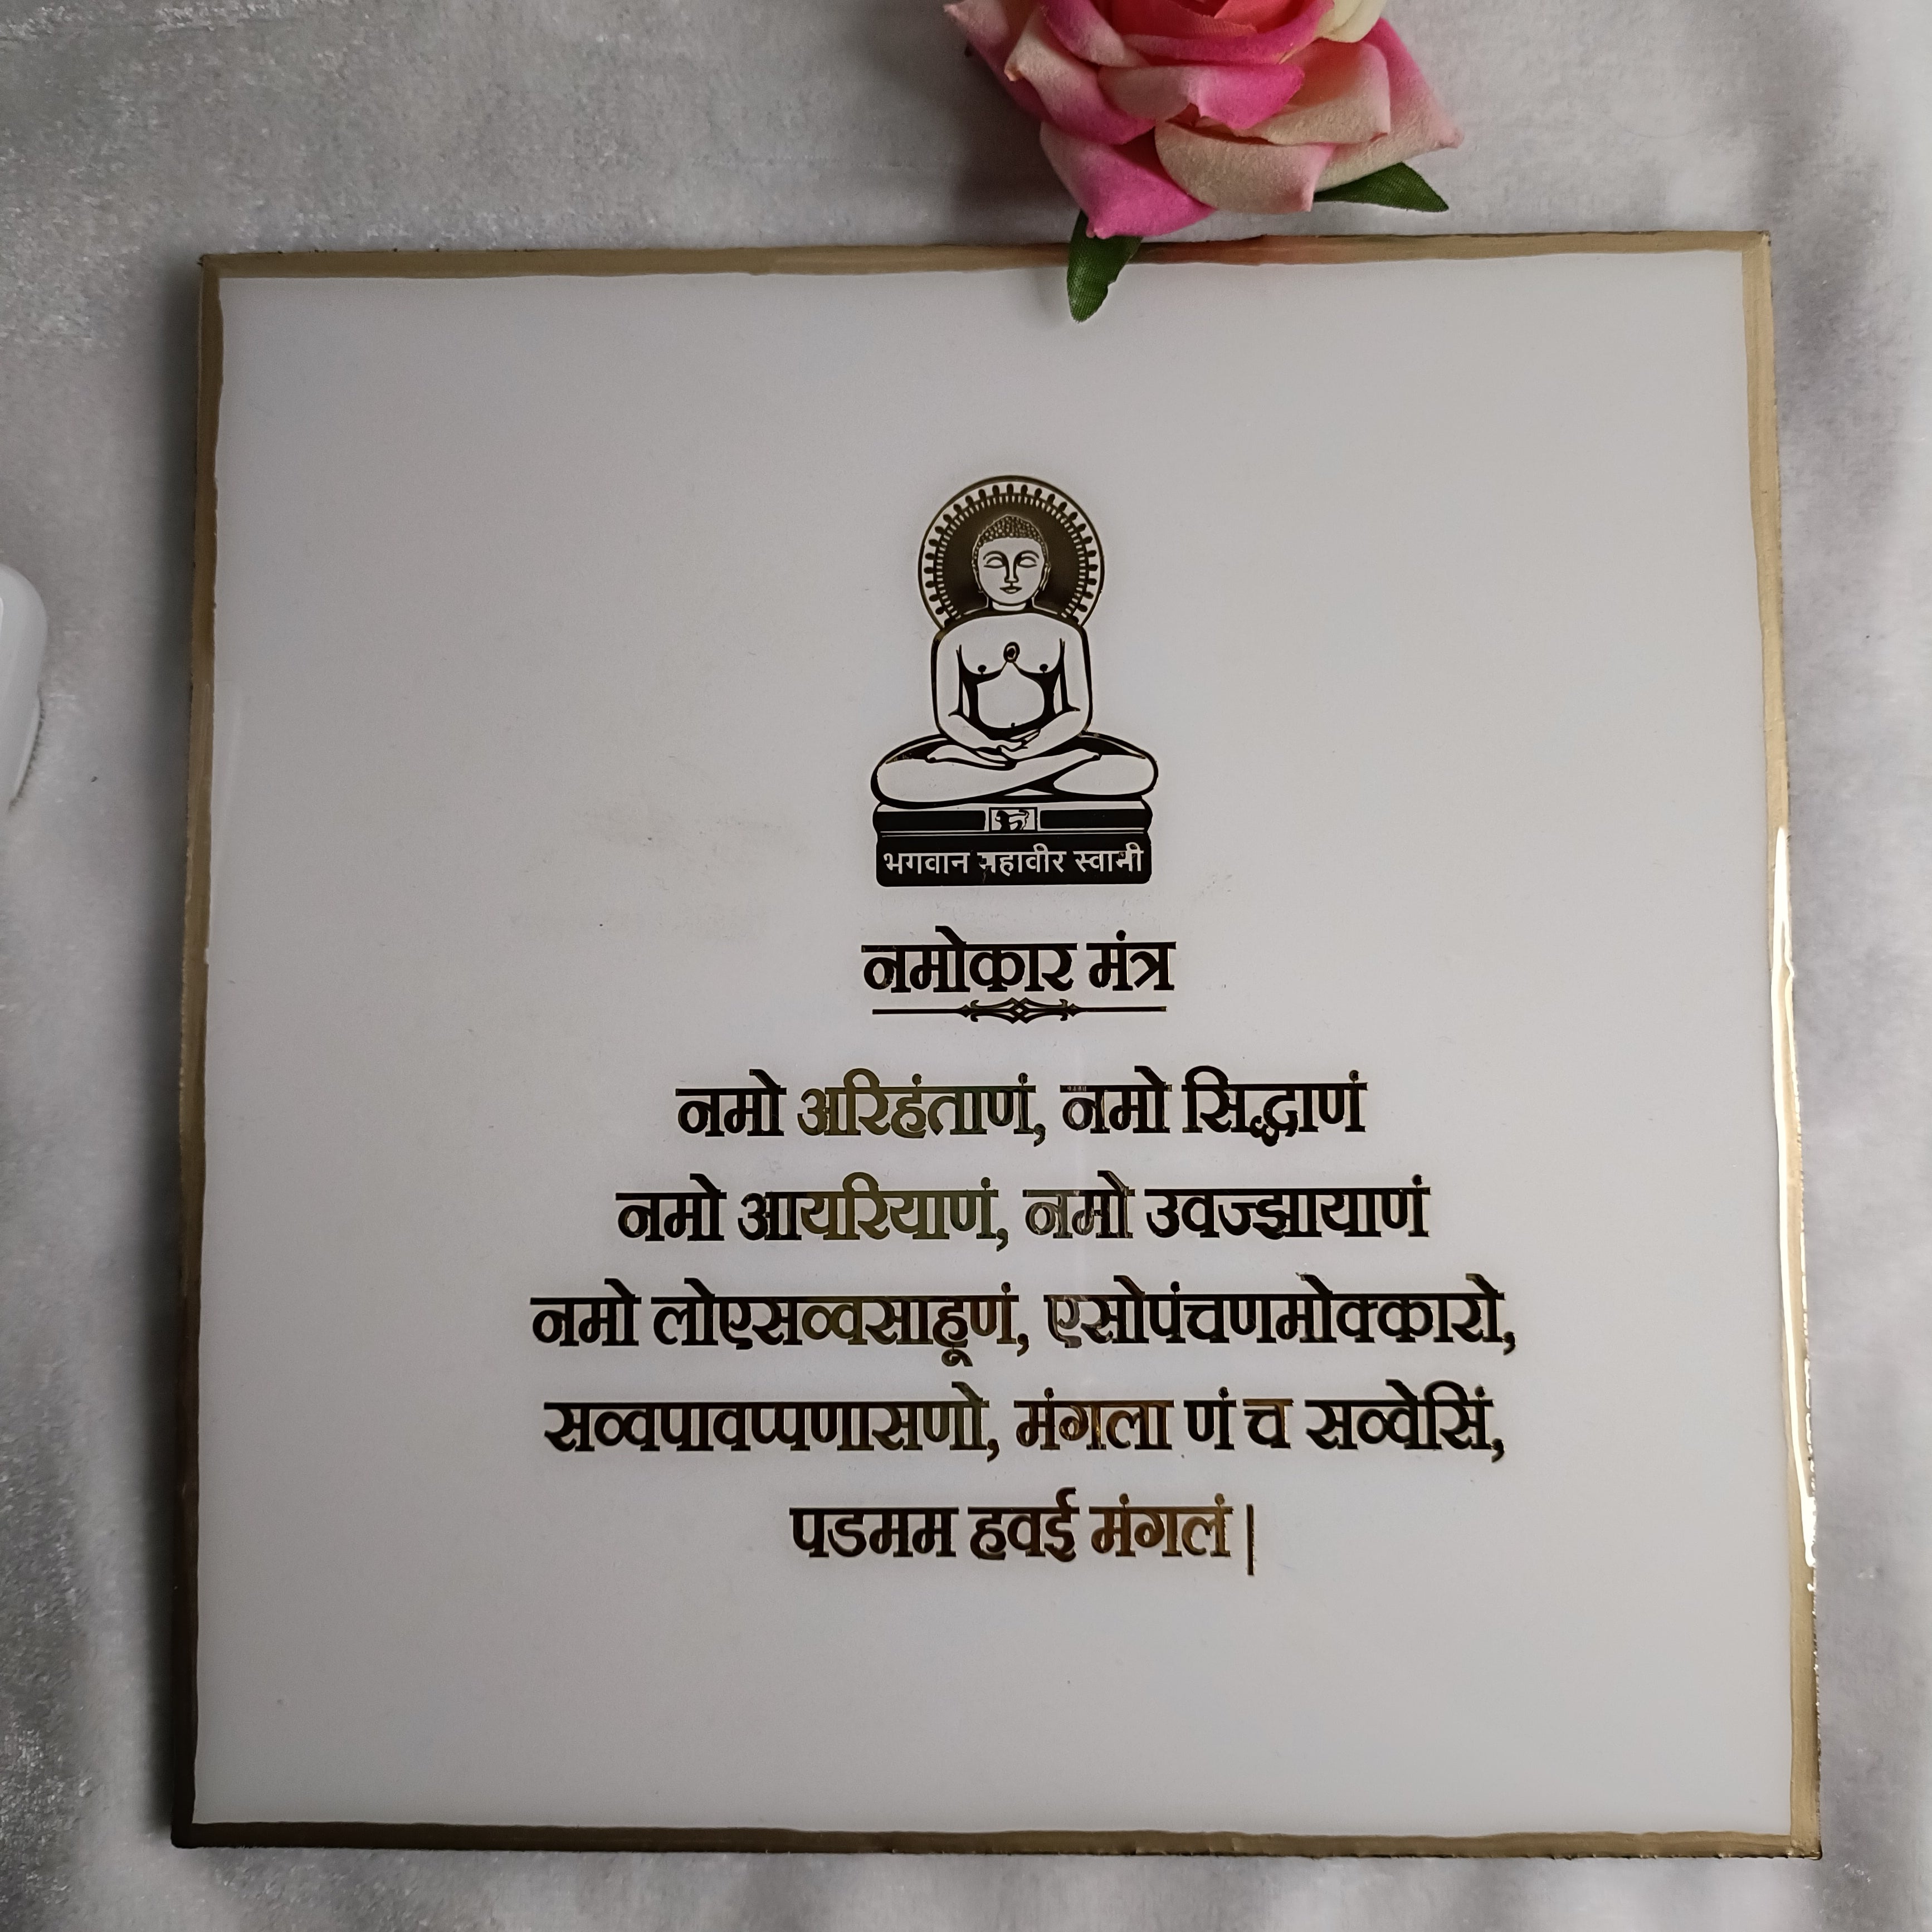 भगवान महावीर स्वामी
नमोकार मंत्र
नमो अरिहंताणं, नमो सिद्धाणं
नमो आयरियाणं, नमो उवज्झायाणं
नमो लोएसव्वसाहूणं, एसोपंचणमोक्कारो,
सव्वपावप्पणासणो, मंगला णं च सव्वेसिं,
पडमम हवई मंगलं|